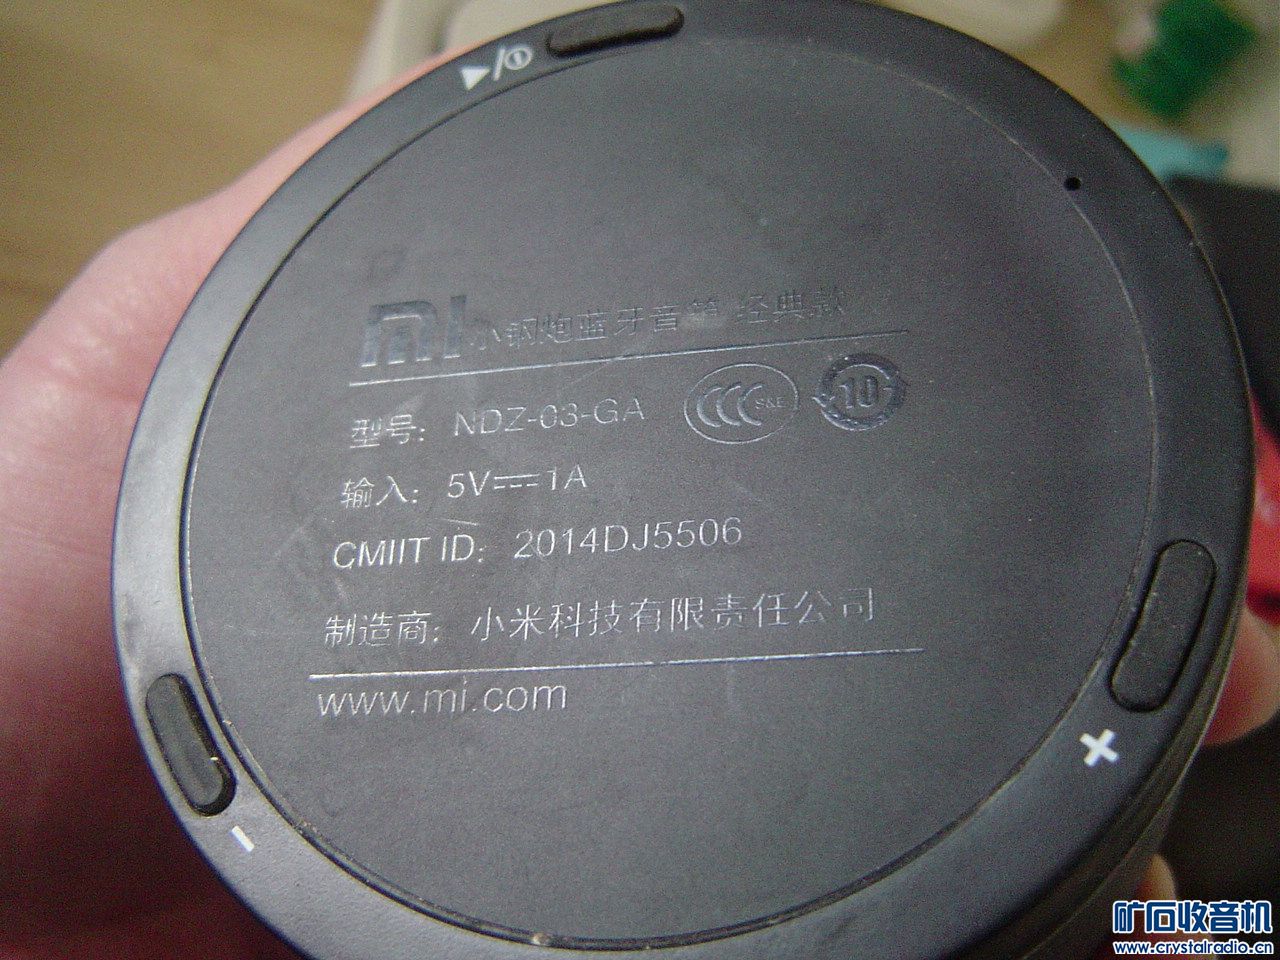 mi 小钢炮蓝牙音箱 经典款
型号: NDZ-03-GA CCC S&E 10
输入: 5V⎓1A
CMIIT ID: 2014DJ5506
制造商: 小米科技有限责任公司
www.mi.com
矿石收音机
www.crystalradio.cn